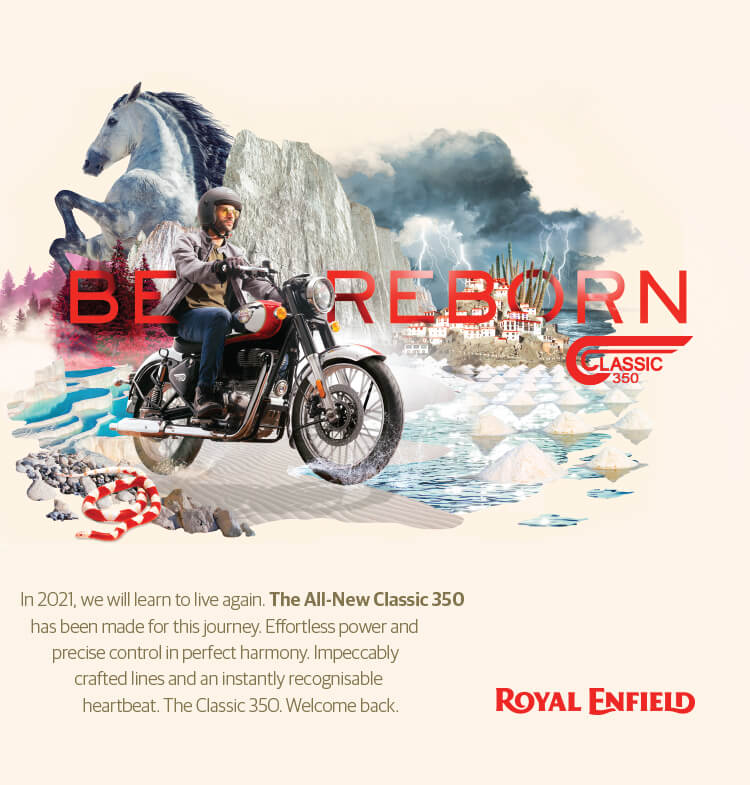 BE REBORN
CLASSIC
350
In 2021, we will learn to live again. The All-New Classic 350
has been made for this journey. Effortless power and
precise control in perfect harmony. Impeccably
crafted lines and an instantly recognisable
heartbeat. The Classic 350. Welcome back.
ROYAL ENFIELD